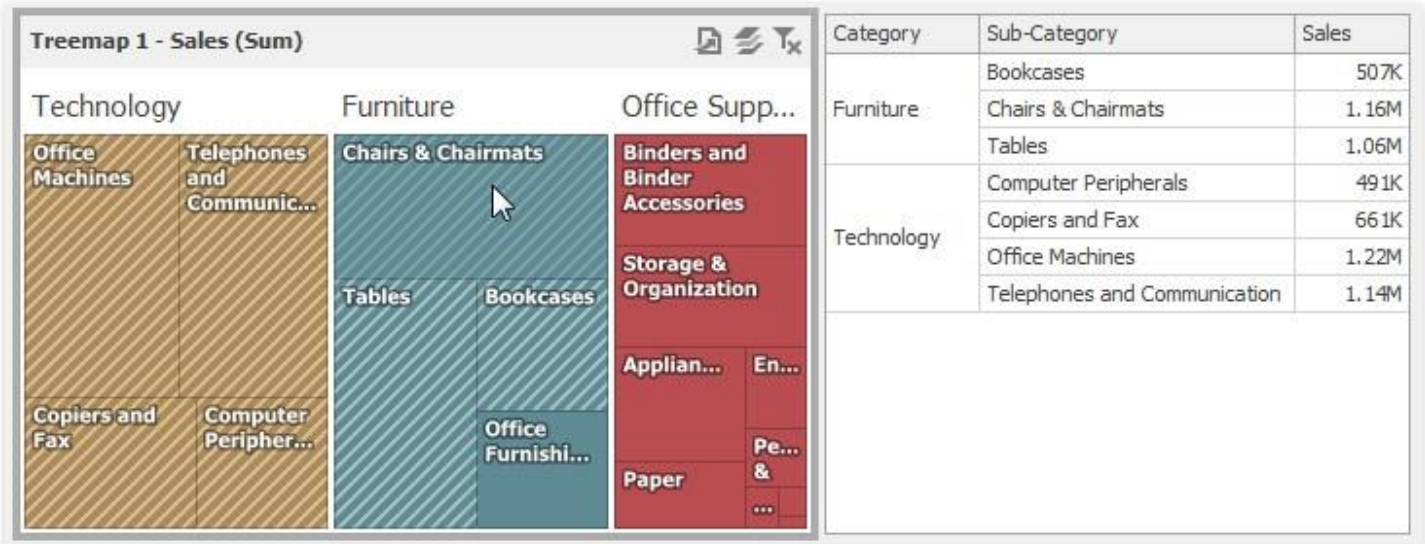 Treemap 1 - Sales (Sum)
Technology
Furniture
Office Supp...
Office
Machines
Telephones
and
Communic...
Copiers and
Fax
Computer
Peripher...
Chairs & Chairmats
Tables
Bookcases
Office
Furnishi...
Binders and
Binder
Accessories
Storage &
Organization
Applian...
En...
Paper
Pe...
&
...
Category Sub-Category Sales
Furniture
Bookcases 507K
Chairs & Chairmats 1.16M
Tables 1.06M
Technology
Computer Peripherals 491K
Copiers and Fax 661K
Office Machines 1.22M
Telephones and Communication 1.14M